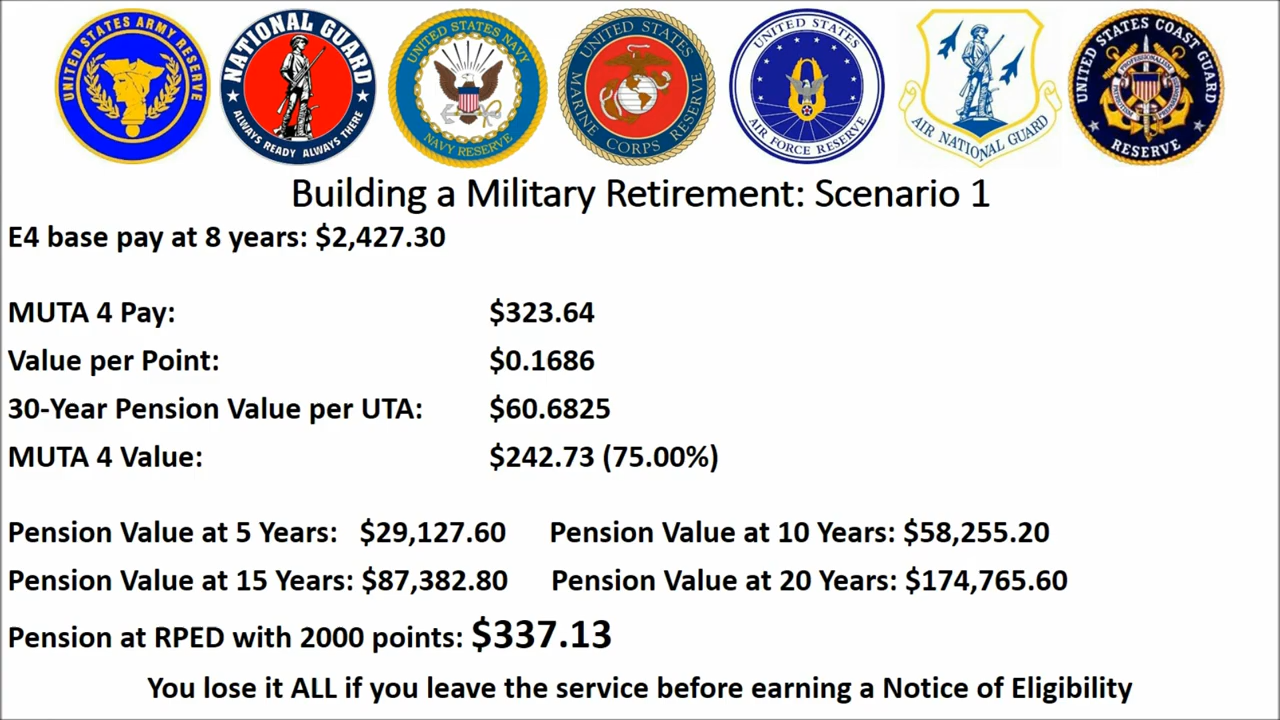 UNITED STATES ARMY RESERVE
NATIONAL GUARD
ALWAYS READY ALWAYS THERE
UNITED STATES NAVY
NAVY RESERVE
UNITED STATES
MARINE CORPS RESERVE
UNITED STATES
AIR FORCE RESERVE
AIR NATIONAL GUARD
UNITED STATES COAST GUARD
RESERVE
Building a Military Retirement: Scenario 1
E4 base pay at 8 years: $2,427.30
MUTA 4 Pay: $323.64
Value per Point: $0.1686
30-Year Pension Value per UTA: $60.6825
MUTA 4 Value: $242.73 (75.00%)
Pension Value at 5 Years: $29,127.60 Pension Value at 10 Years: $58,255.20
Pension Value at 15 Years: $87,382.80 Pension Value at 20 Years: $174,765.60
Pension at RPED with 2000 points: $337.13
You lose it ALL if you leave the service before earning a Notice of Eligibility